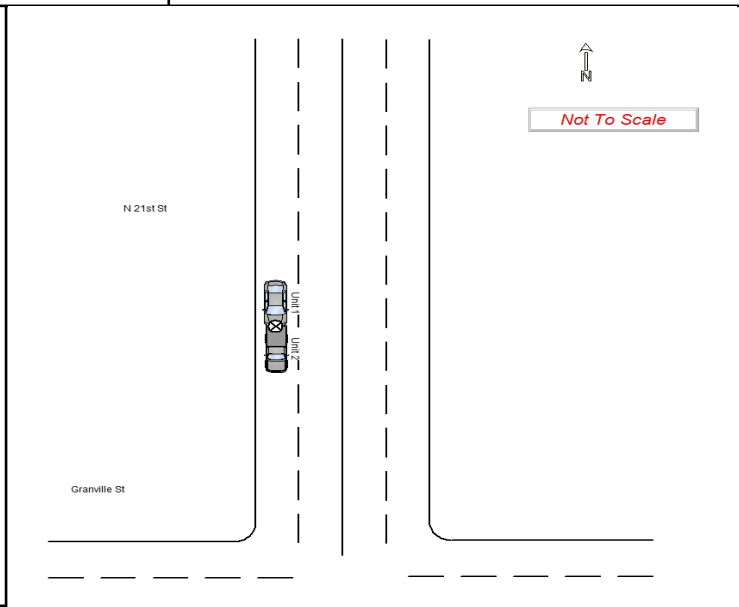 N
Not To Scale
N 21st St
Unit 1
Unit 2
Granville St